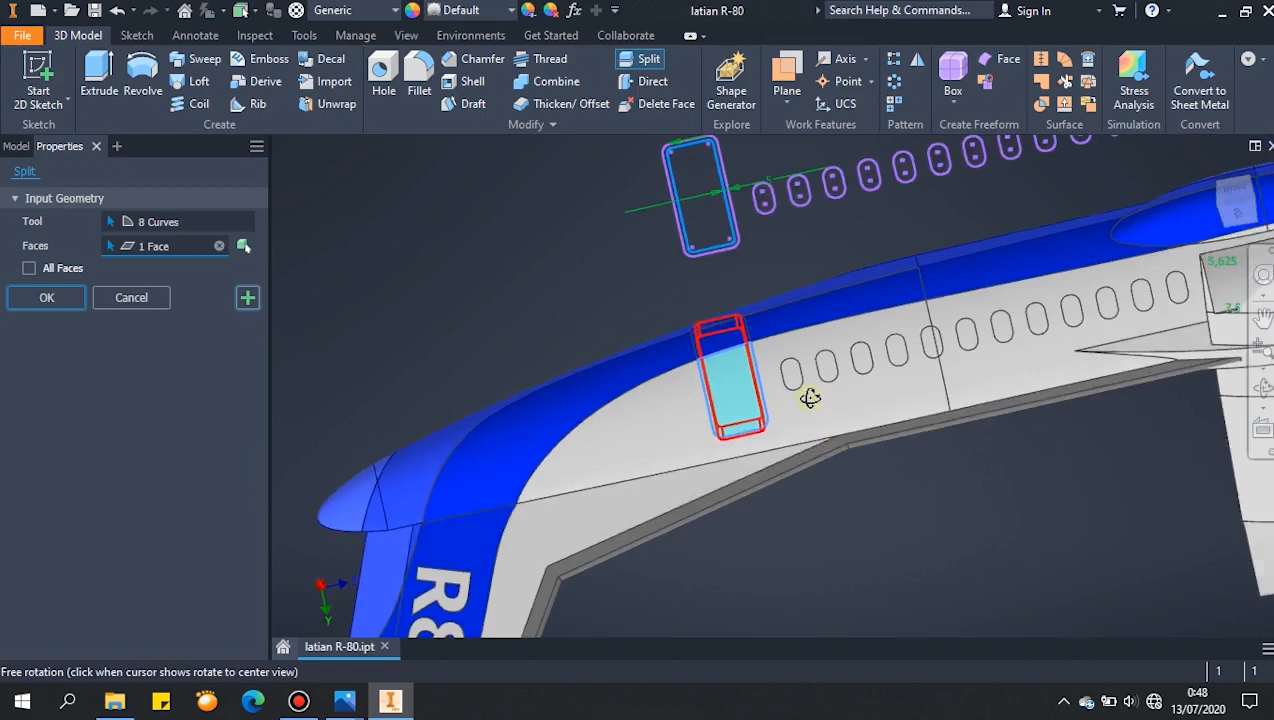 Generic
Default
fx
latian R-80
Search Help & Commands...
Sign In
File
3D Model
Sketch
Annotate
Inspect
Tools
Manage
View
Environments
Get Started
Collaborate
Start
2D Sketch
Extrude
Revolve
Sweep
Loft
Coil
Emboss
Derive
Rib
Decal
Import
Unwrap
Hole
Fillet
Chamfer
Shell
Draft
Thread
Combine
Thicken/ Offset
Split
Direct
Delete Face
Shape
Generator
Plane
Axis
Point
UCS
Box
Face
Stress
Analysis
Convert to
Sheet Metal
Sketch
Create
Modify
Explore
Work Features
Pattern
Create Freeform
Surface
Simulation
Convert
Model
Properties
Split
Input Geometry
Tool
8 Curves
Faces
1 Face
All Faces
OK
Cancel
5,625
7,5
R8
Y
latian R-80.ipt
Free rotation (click when cursor shows rotate to center view)
1
1
0:48
13/07/2020